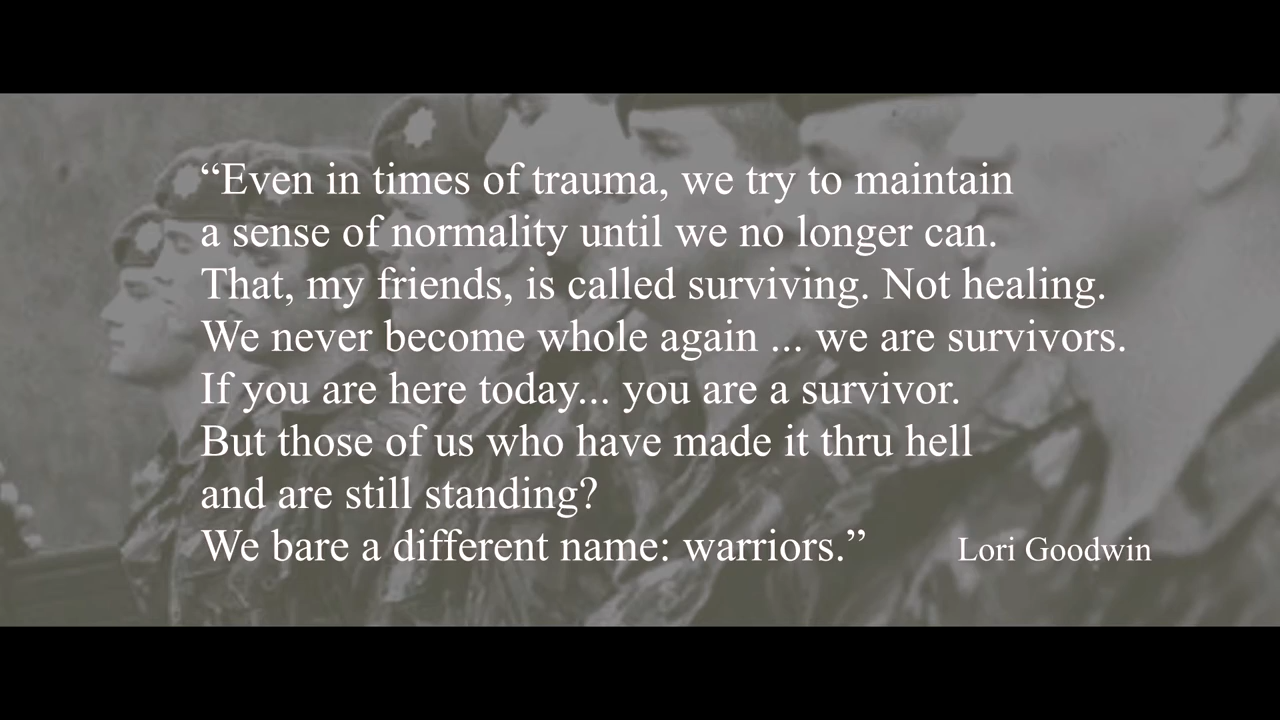 “Even in times of trauma, we try to maintain
a sense of normality until we no longer can.
That, my friends, is called surviving. Not healing.
We never become whole again ... we are survivors.
If you are here today... you are a survivor.
But those of us who have made it thru hell
and are still standing?
We bare a different name: warriors.” Lori Goodwin